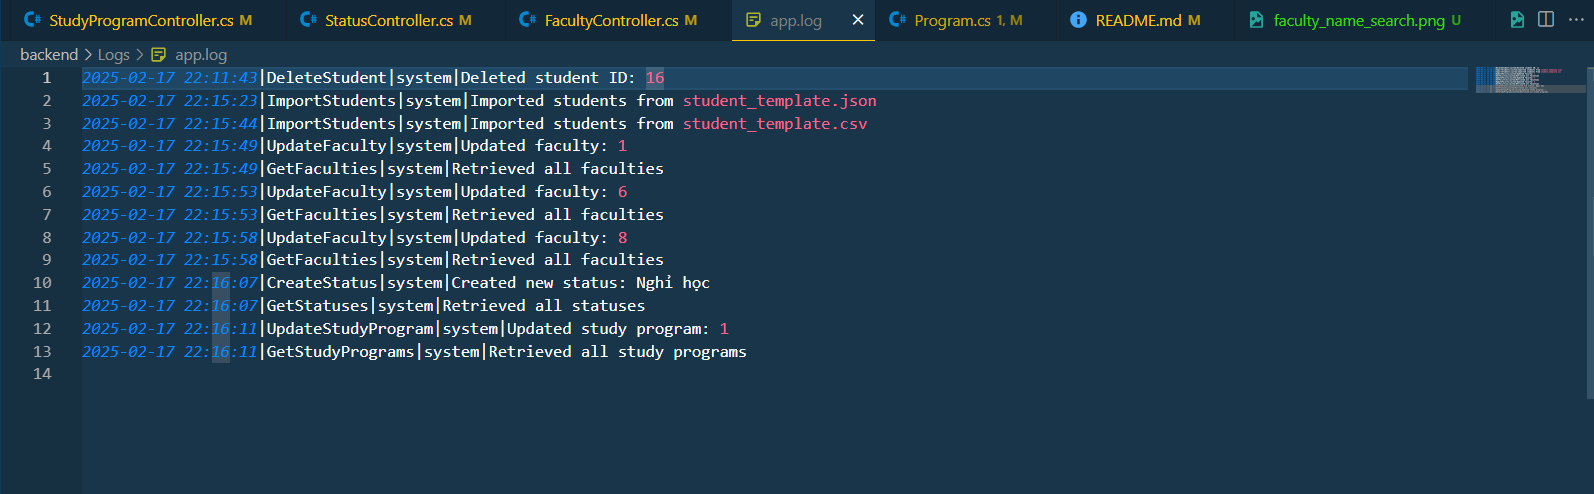 StudyProgramController.cs M StatusController.cs M FacultyController.cs M app.log Program.cs 1, M README.md M faculty_name_search.png U
backend > Logs > app.log
1 2025-02-17 22:11:43|DeleteStudent|system|Deleted student ID: 16
2 2025-02-17 22:15:23|ImportStudents|system|Imported students from student_template.json
3 2025-02-17 22:15:44|ImportStudents|system|Imported students from student_template.csv
4 2025-02-17 22:15:49|UpdateFaculty|system|Updated faculty: 1
5 2025-02-17 22:15:49|GetFaculties|system|Retrieved all faculties
6 2025-02-17 22:15:53|UpdateFaculty|system|Updated faculty: 6
7 2025-02-17 22:15:53|GetFaculties|system|Retrieved all faculties
8 2025-02-17 22:15:58|UpdateFaculty|system|Updated faculty: 8
9 2025-02-17 22:15:58|GetFaculties|system|Retrieved all faculties
10 2025-02-17 22:16:07|CreateStatus|system|Created new status: Nghỉ học
11 2025-02-17 22:16:07|GetStatuses|system|Retrieved all statuses
12 2025-02-17 22:16:11|UpdateStudyProgram|system|Updated study program: 1
13 2025-02-17 22:16:11|GetStudyPrograms|system|Retrieved all study programs
14